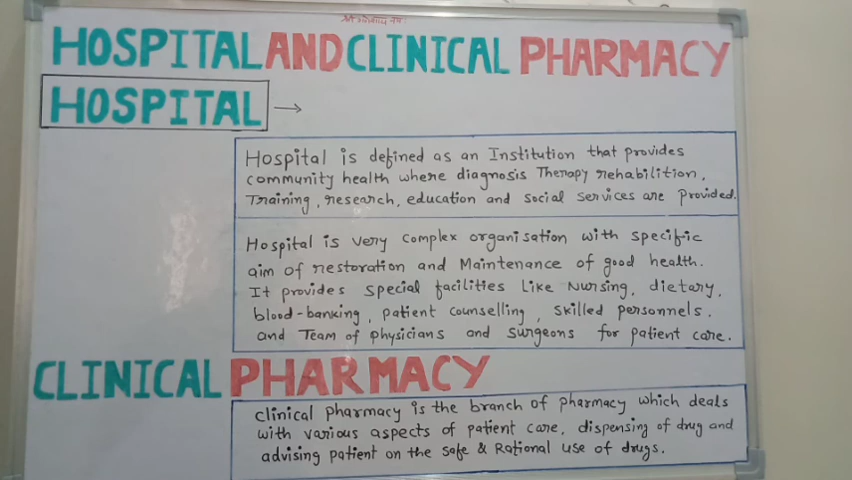 HOSPITAL AND CLINICAL PHARMACY
HOSPITAL →
Hospital is defined as an Institution that provides
community health where diagnosis Therapy rehabilition,
Training, research, education and social services are provided.
Hospital is very complex organisation with specific
aim of restoration and Maintenance of good health.
It provides special facilities like Nursing, dietary,
blood-banking, patient counselling, skilled personnels.
and Team of physicians and surgeons for patient care.
CLINICAL PHARMACY
clinical pharmacy is the branch of pharmacy which deals
with various aspects of patient care, dispensing of drug and
advising patient on the safe & Rational use of drugs.